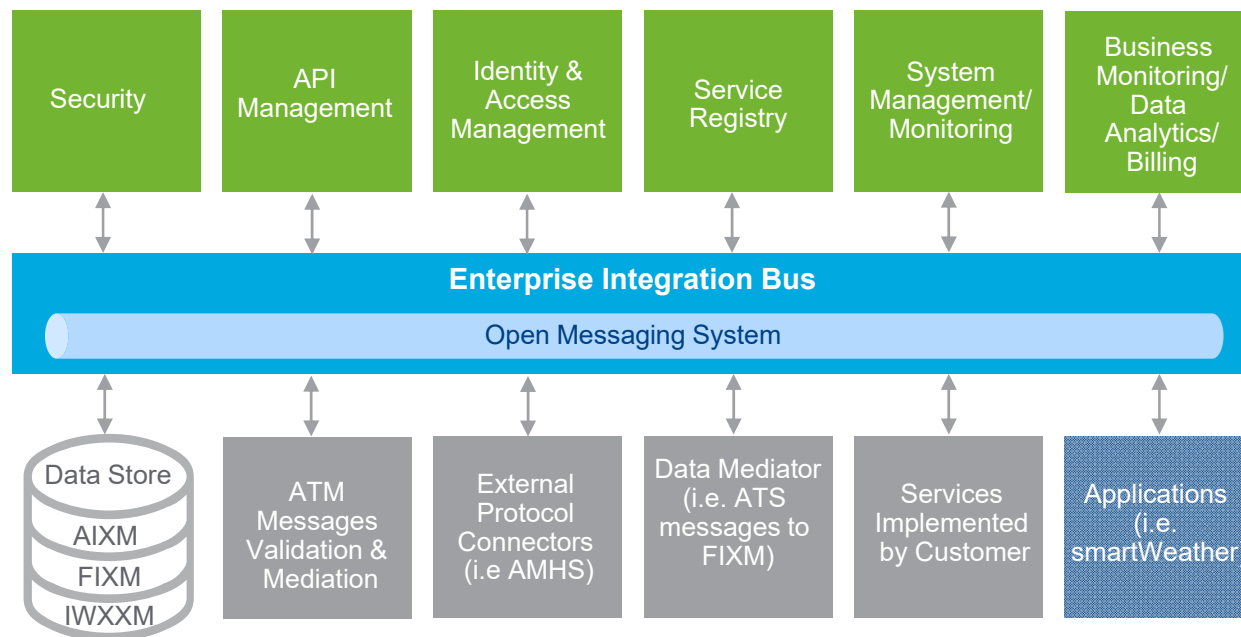 Security
API
Management
Identity &
Access
Management
Service
Registry
System
Management/
Monitoring
Business
Monitoring/
Data
Analytics/
Billing
Enterprise Integration Bus
Open Messaging System
Data Store
AIXM
FIXM
IWXXM
ATM
Messages
Validation &
Mediation
External
Protocol
Connectors
(i.e AMHS)
Data Mediator
(i.e. ATS
messages to
FIXM)
Services
Implemented
by Customer
Applications
(i.e.
smartWeather